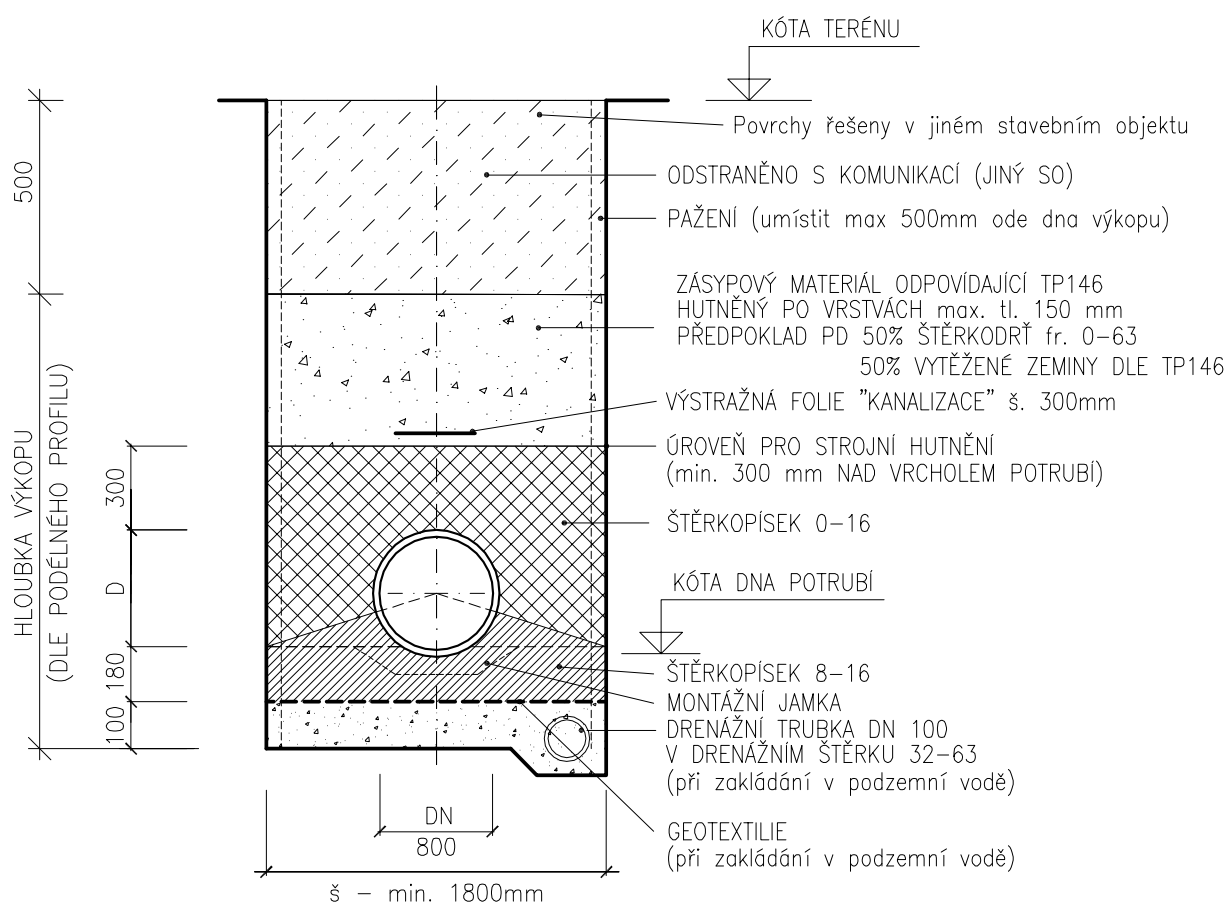 KÓTA TERÉNU
Povrchy řešeny v jiném stavebním objektu
ODSTRANĚNO S KOMUNIKACÍ (JINÝ SO)
PAŽENÍ (umístit max 500mm ode dna výkopu)
ZÁSYPOVÝ MATERIÁL ODPOVÍDAJÍCÍ TP146
HUTNĚNÝ PO VRSTVÁCH max. tl. 150 mm
PŘEDPOKLAD PD 50% ŠTĚRKODRŤ fr. 0-63
50% VYTĚŽENÉ ZEMINY DLE TP146
VÝSTRAŽNÁ FOLIE "KANALIZACE" š. 300mm
ÚROVEŇ PRO STROJNÍ HUTNĚNÍ
(min. 300 mm NAD VRCHOLEM POTRUBÍ)
ŠTĚRKOPÍSEK 0-16
KÓTA DNA POTRUBÍ
ŠTĚRKOPÍSEK 8-16
MONTÁŽNÍ JAMKA
DRENÁŽNÍ TRUBKA DN 100
V DRENÁŽNÍM ŠTĚRKU 32-63
(při zakládání v podzemní vodě)
GEOTEXTILIE
(při zakládání v podzemní vodě)
500
HLOUBKA VÝKOPU
(DLE PODÉLNÉHO PROFILU)
300
D
180
100
DN
800
š - min. 1800mm